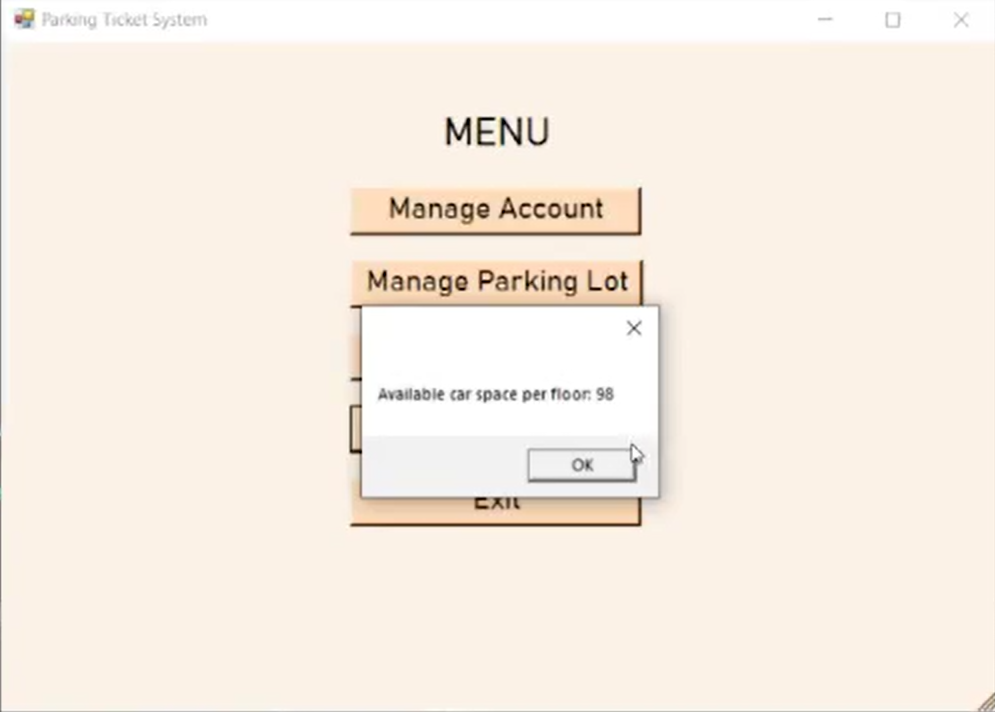 Parking Ticket System
MENU
Manage Account
Manage Parking Lot
Available car space per floor: 98
OK
Exit